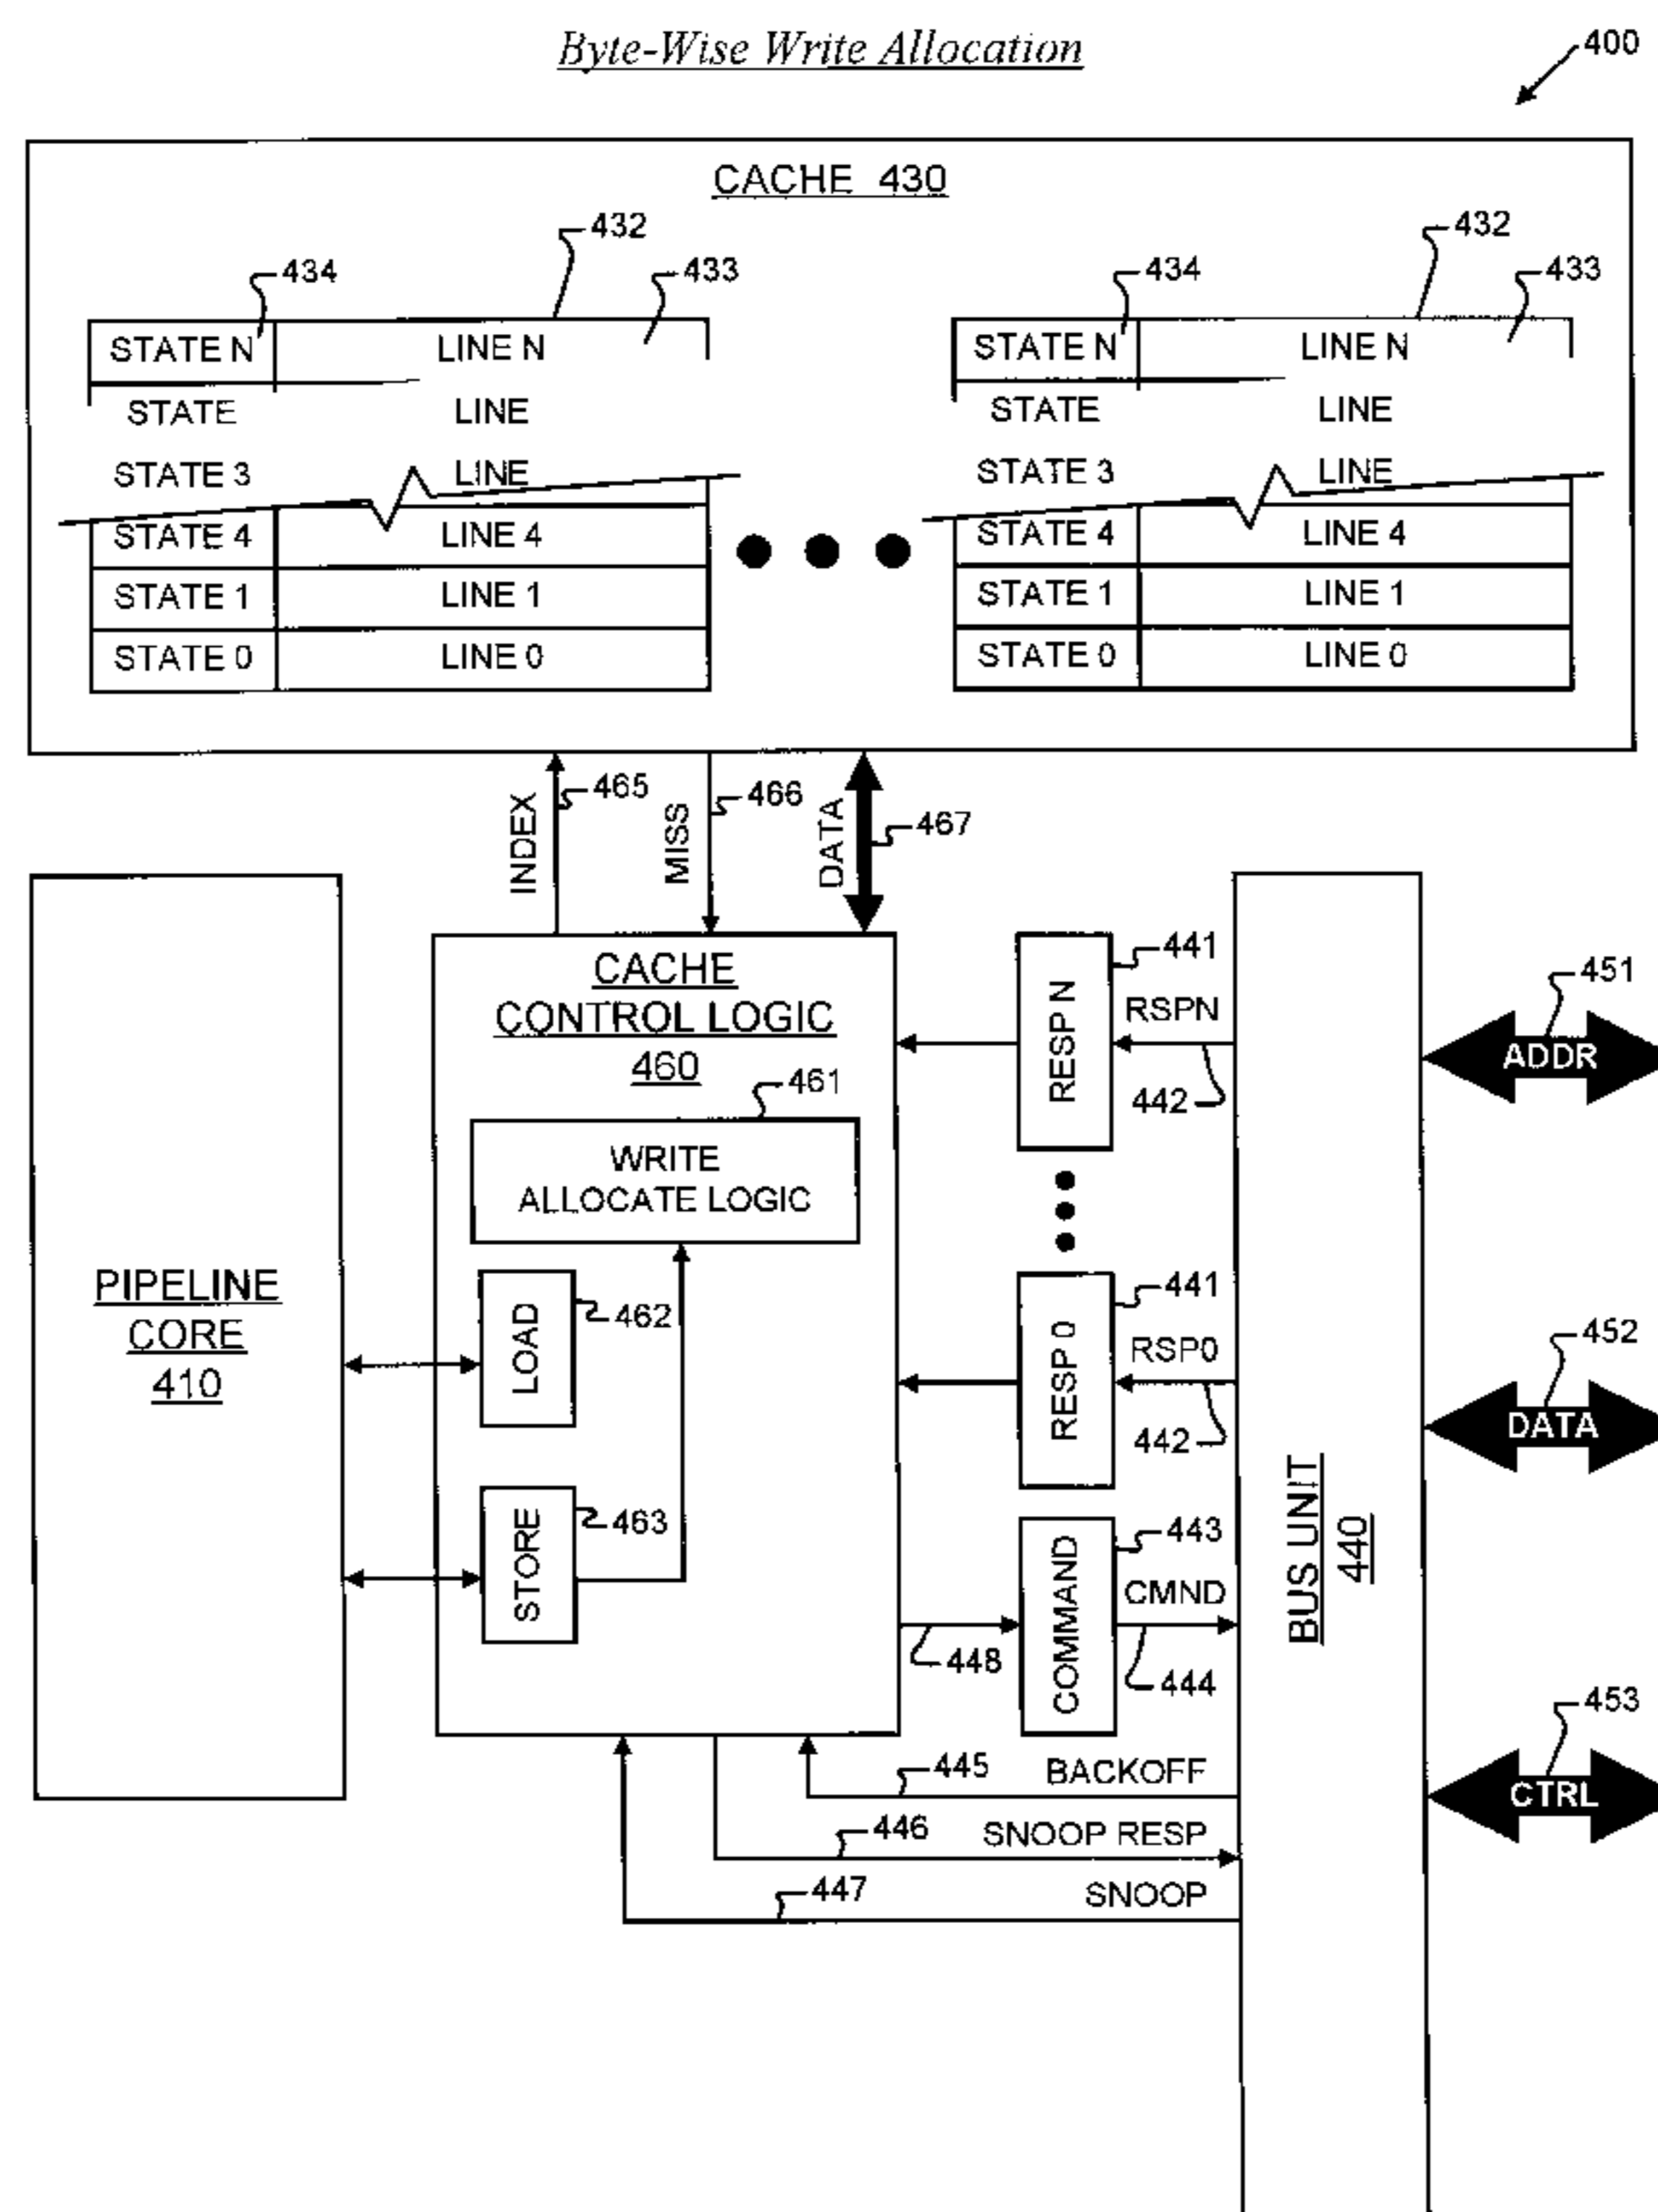 Byte-Wise Write Allocation
400
CACHE 430
432
434
433
STATE N LINE N
STATE LINE
STATE 3 LINE
STATE 4 LINE 4
STATE 1 LINE 1
STATE 0 LINE 0
432
434
433
STATE N LINE N
STATE LINE
STATE 3 LINE
STATE 4 LINE 4
STATE 1 LINE 1
STATE 0 LINE 0
INDEX
465
MISS
466
DATA
467
PIPELINE
CORE
410
CACHE
CONTROL LOGIC
460
461
WRITE
ALLOCATE LOGIC
LOAD
462
STORE
463
RESP N
441
RSPN
442
RESP 0
441
RSP0
442
COMMAND
443
CMND
444
448
445
BACKOFF
446
SNOOP RESP
447
SNOOP
BUS UNIT
440
451
ADDR
452
DATA
453
CTRL